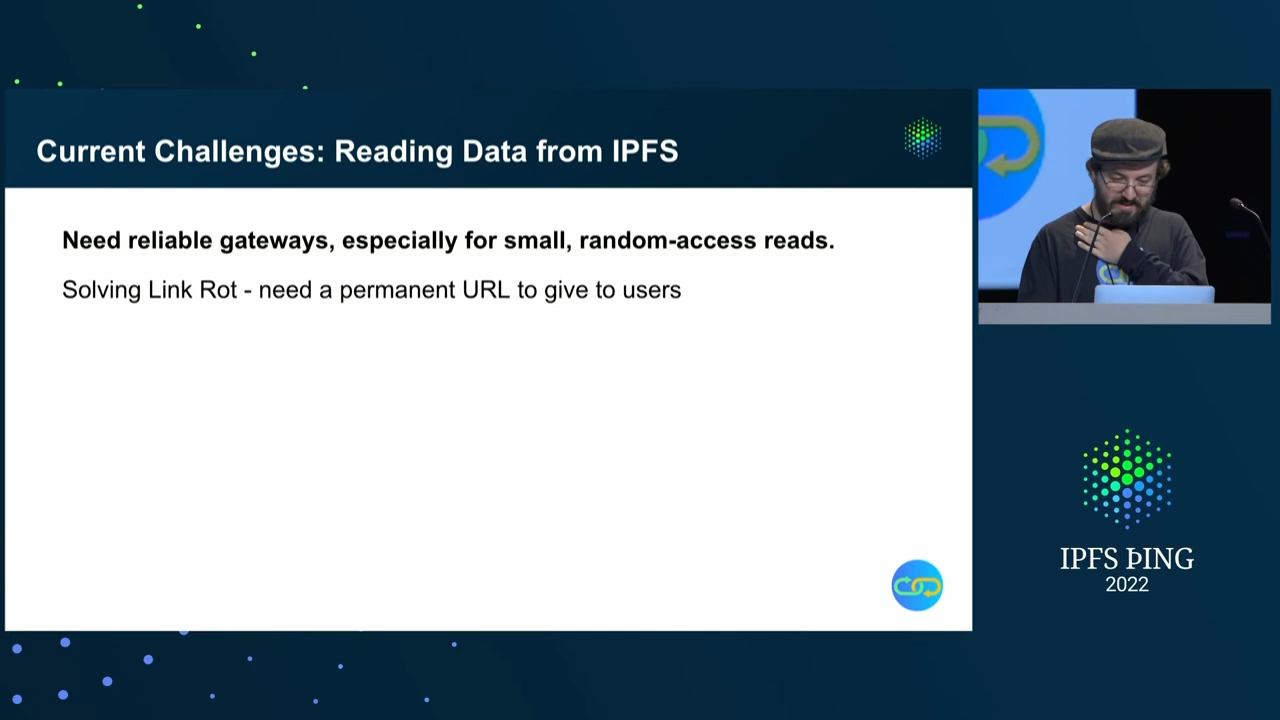 Current Challenges: Reading Data from IPFS
Need reliable gateways, especially for small, random-access reads.
Solving Link Rot - need a permanent URL to give to users
IPFS ÞING
2022